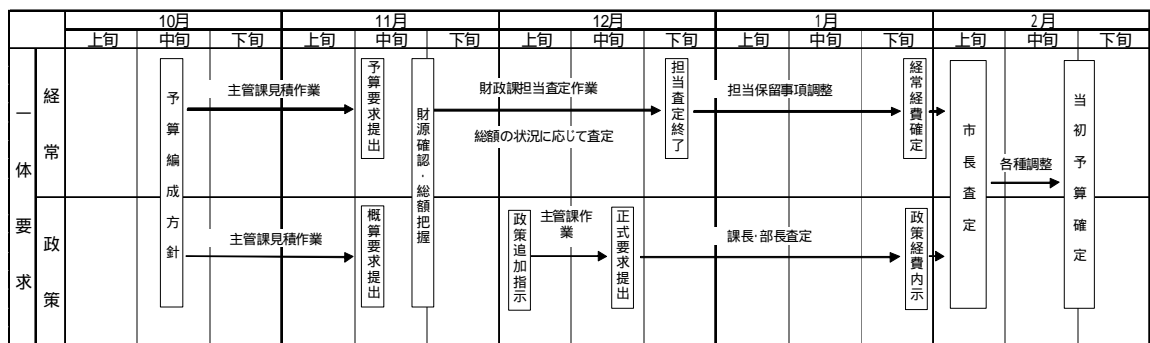 10月 11月 12月 1月 2月
上旬 中旬 下旬 上旬 中旬 下旬 上旬 中旬 下旬 上旬 中旬 下旬 上旬 中旬 下旬
一体要求
経常
政策
予算編成方針
主管課見積作業
予算要求提出
財源確認・総額把握
財政課担当査定作業
総額の状況に応じて査定
担当査定終了
担当保留事項調整
経常経費確定
主管課見積作業
概算要求提出
政策追加指示
主管課作
業
正式要求提出
課長・部長査定
政策経費内示
市長査定
各種調整
当初予算確定